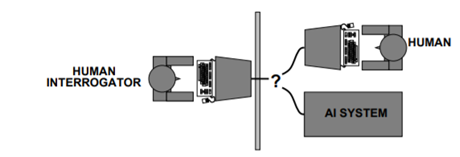 HUMAN
INTERROGATOR
?
HUMAN
AI SYSTEM